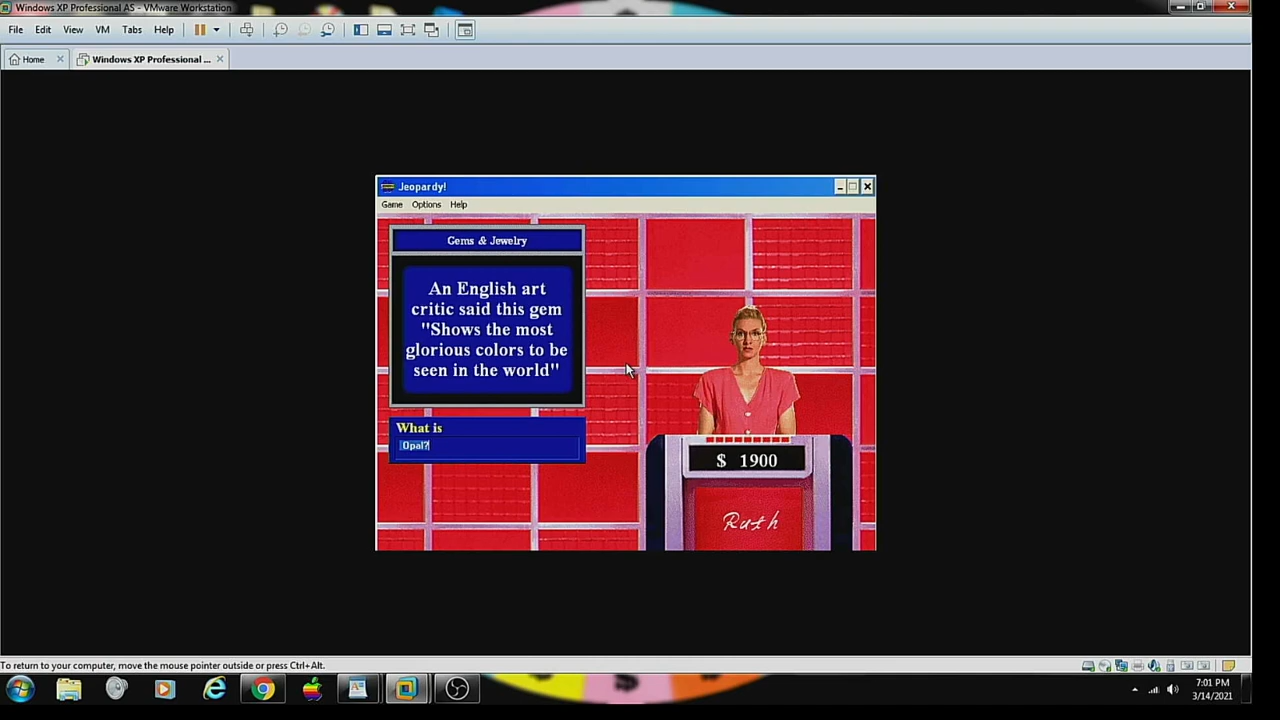 Windows XP Professional AS - VMware Workstation
File Edit View VM Tabs Help
Home Windows XP Professional ...
Jeopardy!
Game Options Help
Gems & Jewelry
An English art
critic said this gem
"Shows the most
glorious colors to be
seen in the world"
What is
Opal?
$ 1900
Ruth
To return to your computer, move the mouse pointer outside or press Ctrl+Alt.
7:01 PM
3/14/2021
$